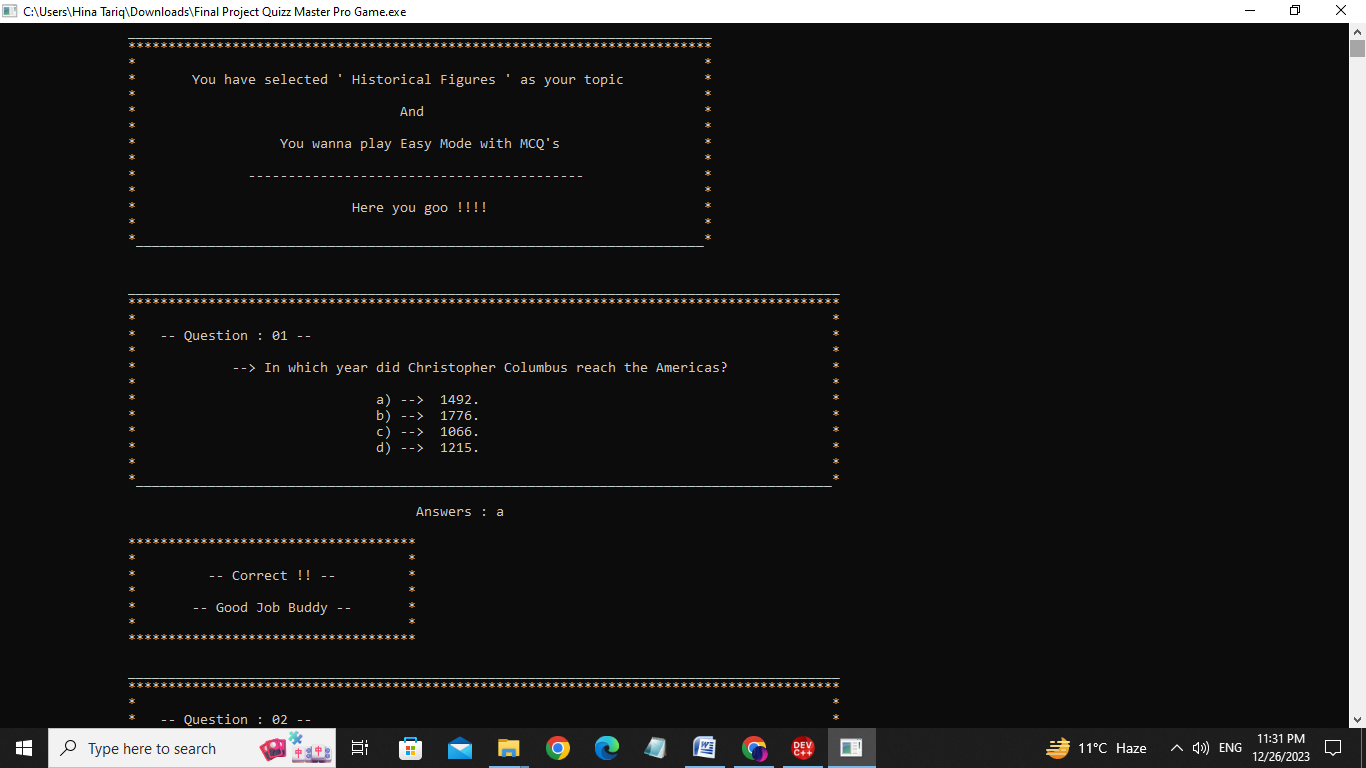 C:\Users\Hina Tariq\Downloads\Final Project Quizz Master Pro Game.exe
You have selected ' Historical Figures ' as your topic
And
You wanna play Easy Mode with MCQ's
------------------------------------------
Here you goo !!!!
-- Question : 01 --
--> In which year did Christopher Columbus reach the Americas?
a) --> 1492.
b) --> 1776.
c) --> 1066.
d) --> 1215.
Answers : a
-- Correct !! --
-- Good Job Buddy --
-- Question : 02 --
Type here to search
DEV C++
11°C Haze
ENG
11:31 PM
12/26/2023